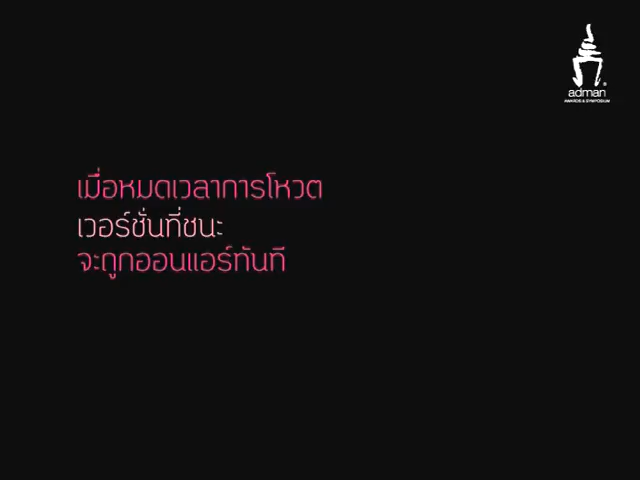 adman
AWARDS & SYMPOSIUM
เมื่อหมดเวลาการโหวต
เวอร์ชั่นที่ชนะ
จะถูกออนแอร์ทันที